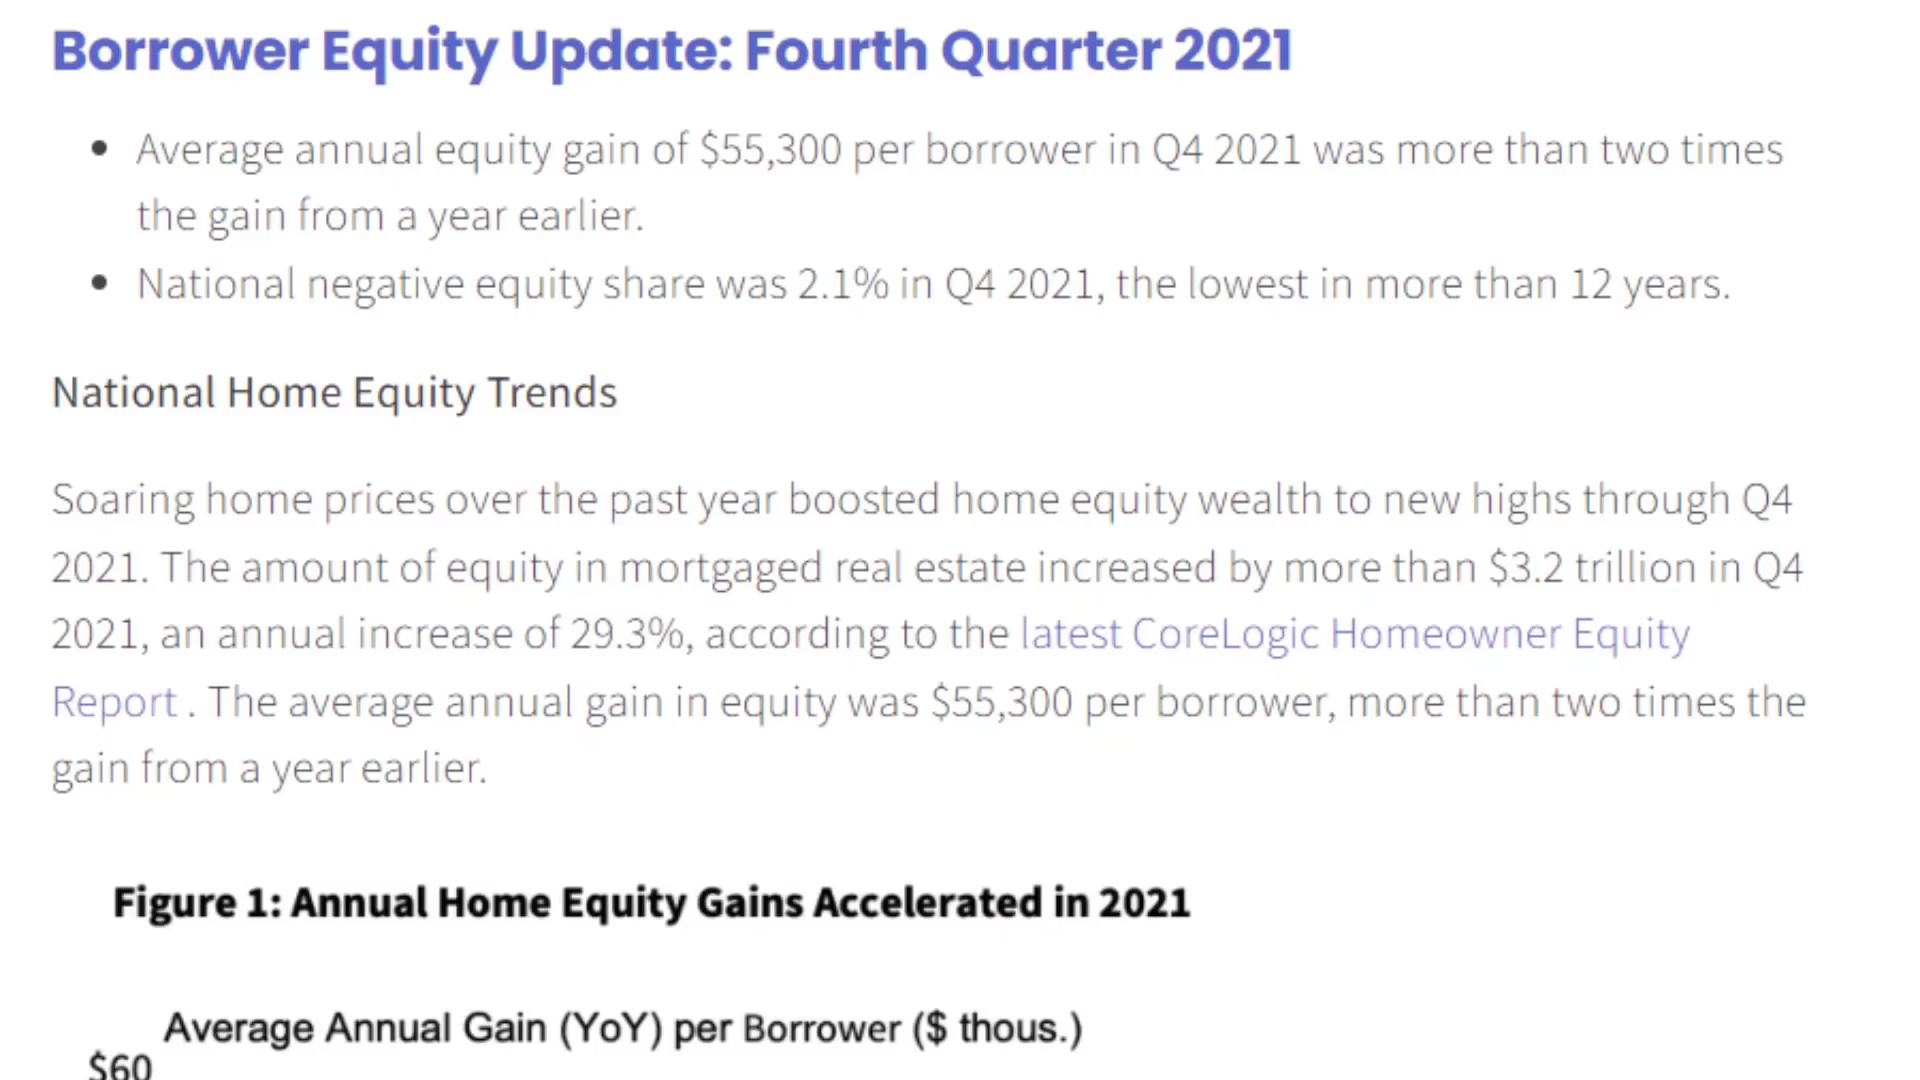 Borrower Equity Update: Fourth Quarter 2021
• Average annual equity gain of $55,300 per borrower in Q4 2021 was more than two times
the gain from a year earlier.
• National negative equity share was 2.1% in Q4 2021, the lowest in more than 12 years.
National Home Equity Trends
Soaring home prices over the past year boosted home equity wealth to new highs through Q4
2021. The amount of equity in mortgaged real estate increased by more than $3.2 trillion in Q4
2021, an annual increase of 29.3%, according to the latest CoreLogic Homeowner Equity
Report . The average annual gain in equity was $55,300 per borrower, more than two times the
gain from a year earlier.
Figure 1: Annual Home Equity Gains Accelerated in 2021
Average Annual Gain (YoY) per Borrower ($ thous.)
$60